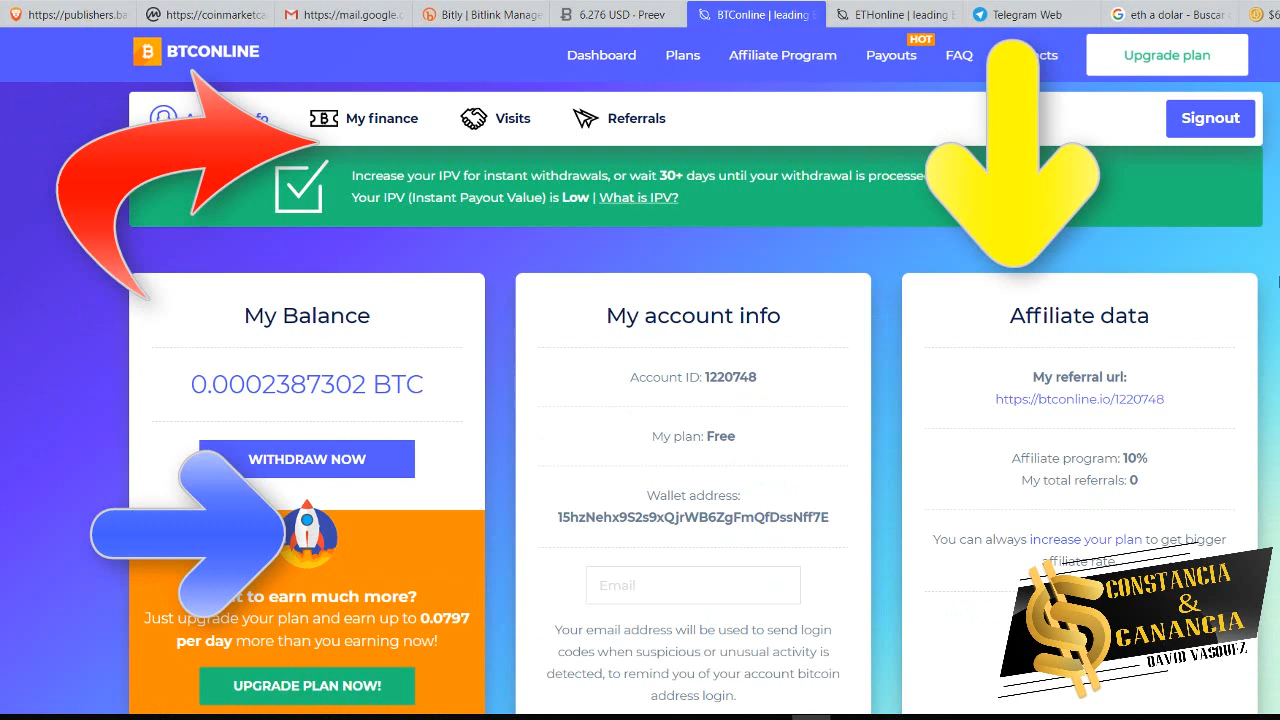 https://publishers.ba
https://coinmarketca
https://mail.google.c
Bitly | Bitlink Manage
6.276 USD - Preev
BTConline | leading
ETHonline | leading
Telegram Web
eth a dolar - Buscar
BTCONLINE
Dashboard
Plans
Affiliate Program
HOT
Payouts
FAQ
cts
Upgrade plan
fo
My finance
Visits
Referrals
Signout
Increase your IPV for instant withdrawals, or wait 30+ days until your withdrawal is processe
Your IPV (Instant Payout Value) is Low | What is IPV?
My Balance
0.0002387302 BTC
WITHDRAW NOW
to earn much more?
Just upgrade your plan and earn up to 0.0797
per day more than you earning now!
UPGRADE PLAN NOW!
My account info
Account ID: 1220748
My plan: Free
Wallet address:
15hzNehx9S2s9xQjrWB6ZgFmQfDssNff7E
Email
Your email address will be used to send login
codes when suspicious or unusual activity is
detected, to remind you of your account bitcoin
address login.
Affiliate data
My referral url:
https://btconline.io/1220748
Affiliate program: 10%
My total referrals: 0
You can always increase your plan to get bigger
affiliate rate.
CONSTANCIA
&
GANANCIA
DAVID VASQUEZ